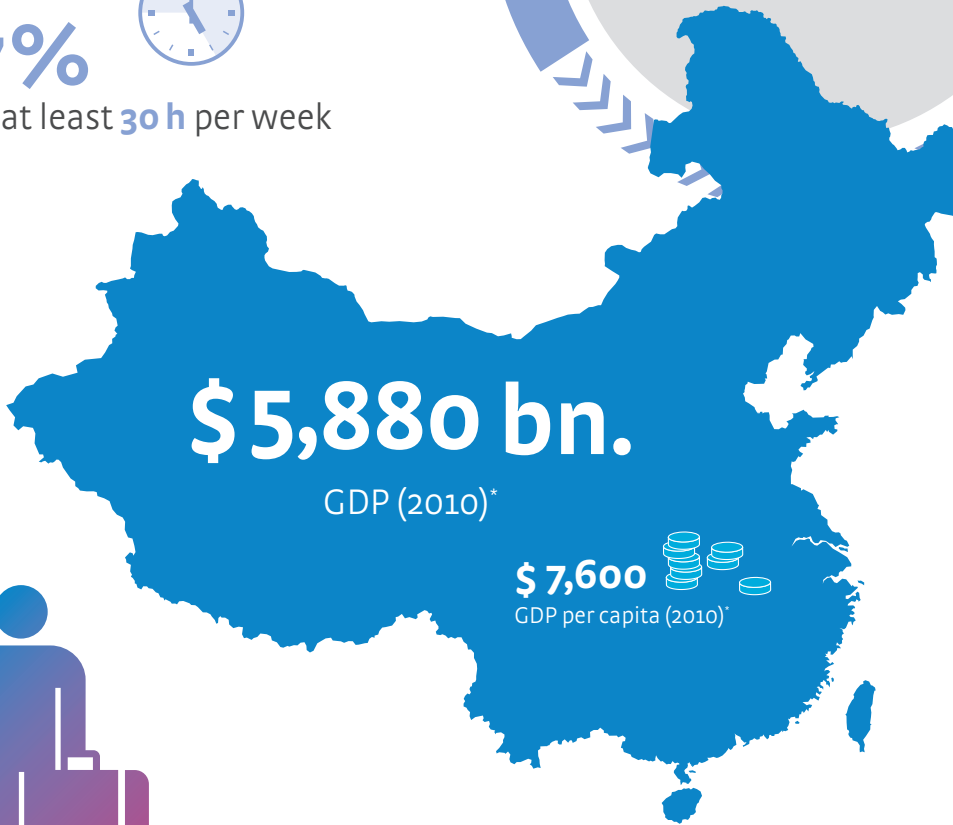 %
at least 30 h per week
$ 5,880 bn.
GDP (2010)*
$ 7,600
GDP per capita (2010)*